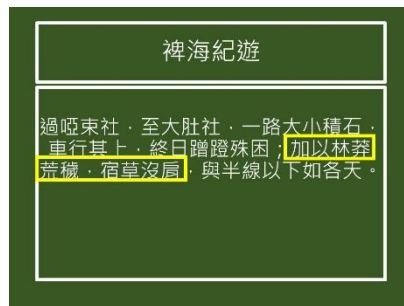 裨海紀遊
過啞束社，至大肚社，一路大小積石，
車行其上，終日蹭蹬殊困；加以林莽
荒穢，宿草沒肩，與半線以下如各天。